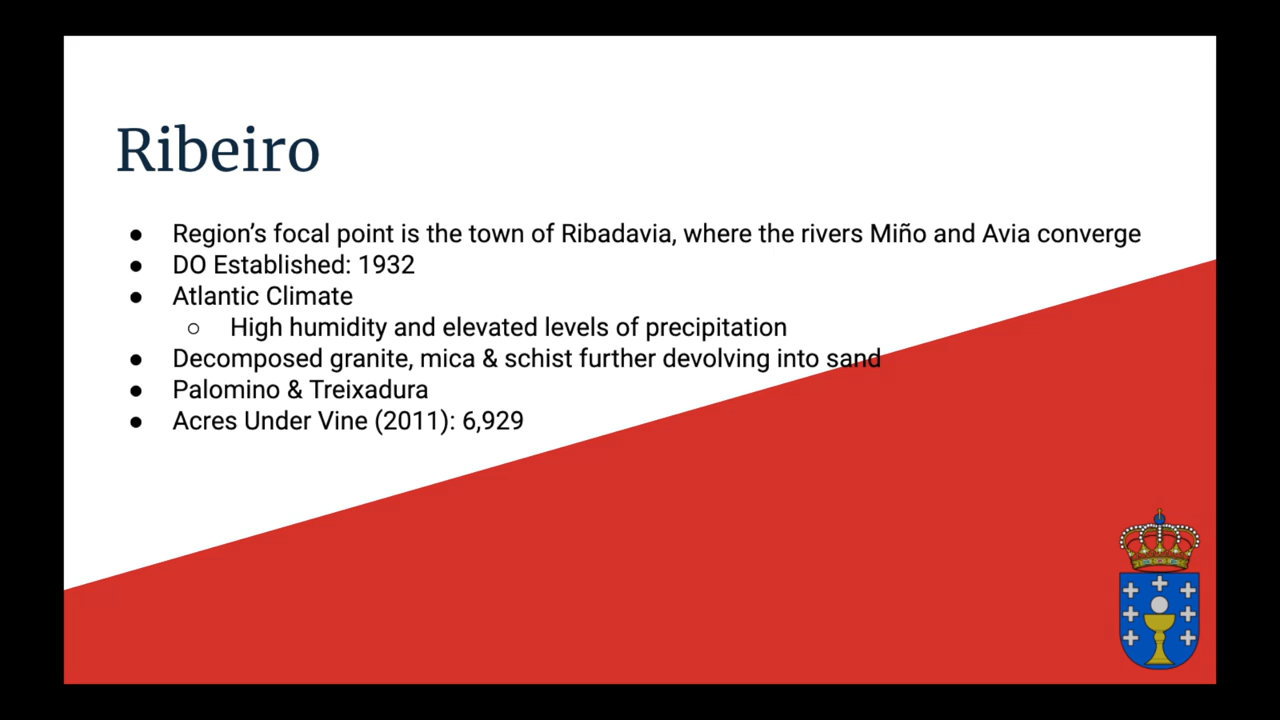 Ribeiro
● Region's focal point is the town of Ribadavia, where the rivers Miño and Avia converge
● DO Established: 1932
● Atlantic Climate
○ High humidity and elevated levels of precipitation
● Decomposed granite, mica & schist further devolving into sand
● Palomino & Treixadura
● Acres Under Vine (2011): 6,929